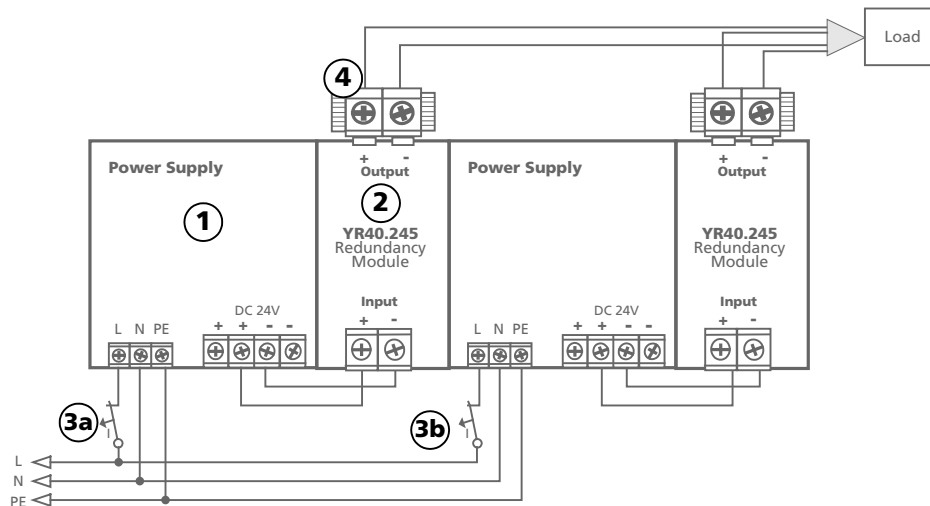 Load
4
+ -
Output
+ -
Output
Power Supply
1
2
YR40.245
Redundancy
Module
Power Supply
YR40.245
Redundancy
Module
Input
+ -
Input
+ -
DC 24V
+ + - -
L N PE
DC 24V
+ + - -
L N PE
3a
I
3b
I
L
N
PE